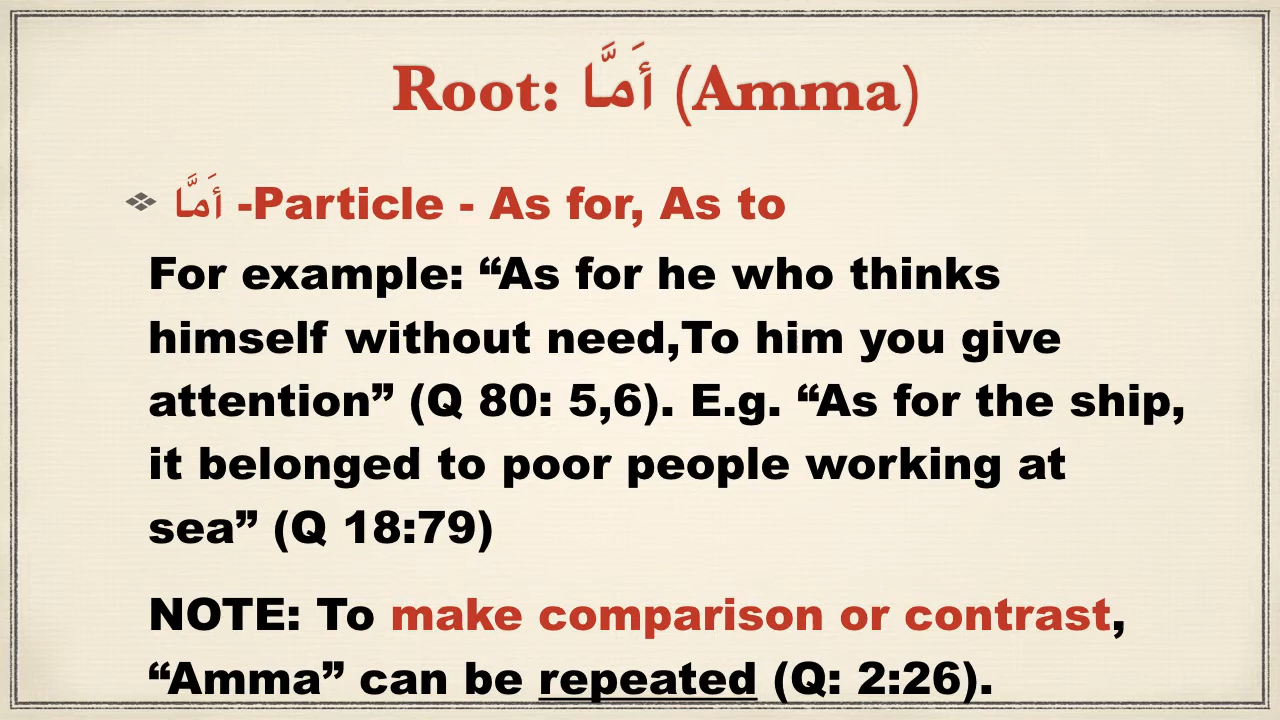 Root: أَمَّا (Amma)
أَمَّا -Particle - As for, As to
For example: “As for he who thinks
himself without need,To him you give
attention” (Q 80: 5,6). E.g. “As for the ship,
it belonged to poor people working at
sea” (Q 18:79)
NOTE: To make comparison or contrast,
“Amma” can be repeated (Q: 2:26).